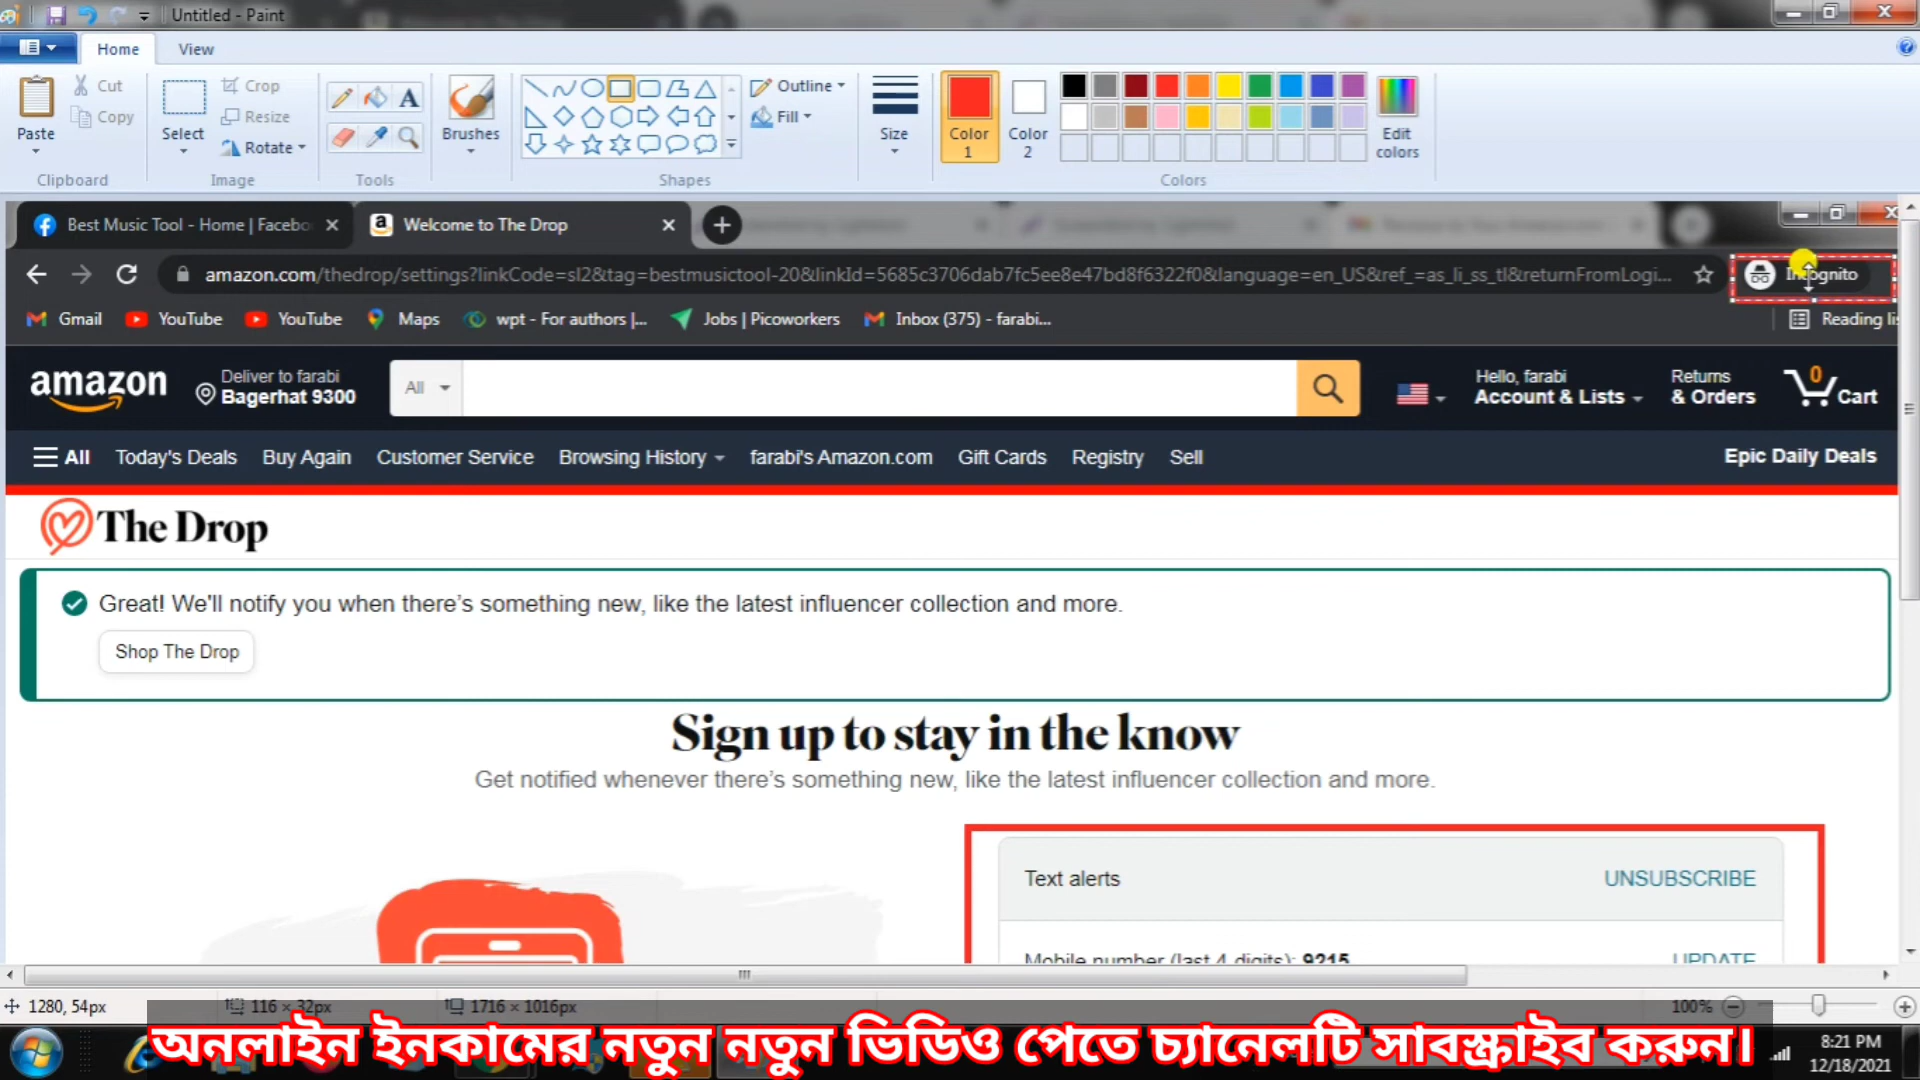 Untitled - Paint
Home View
Cut
Copy
Paste
Clipboard
Crop
Resize
Rotate
Select
Image
Tools
Brushes
Shapes
Outline
Fill
Size
Color 1
Color 2
Edit colors
Colors
Best Music Tool - Home | Facebo
Welcome to The Drop
amazon.com/thedrop/settings?linkCode=sl2&tag=bestmusictool-20&linkId=5685c3706dab7fc5ee8e47bd8f6322f0&language=en_US&ref_=as_li_ss_tl&returnFromLogi...
Incognito
Gmail YouTube YouTube Maps wpt - For authors |... Jobs | Picoworkers Inbox (375) - farabi...
Reading lis
amazon
Deliver to farabi
Bagerhat 9300
All
Hello, farabi
Account & Lists
Returns
& Orders
0
Cart
All Today's Deals Buy Again Customer Service Browsing History farabi's Amazon.com Gift Cards Registry Sell
Epic Daily Deals
The Drop
Great! We'll notify you when there's something new, like the latest influencer collection and more.
Shop The Drop
Sign up to stay in the know
Get notified whenever there's something new, like the latest influencer collection and more.
Text alerts UNSUBSCRIBE
Mobile number (last 4 digits): 9215 UPDATE
1280, 54px
116 × 32px
1716 × 1016px
100%
অনলাইন ইনকামের নতুন নতুন ভিডিও পেতে চ্যানেলটি সাবস্ক্রাইব করুন।
8:21 PM
12/18/2021